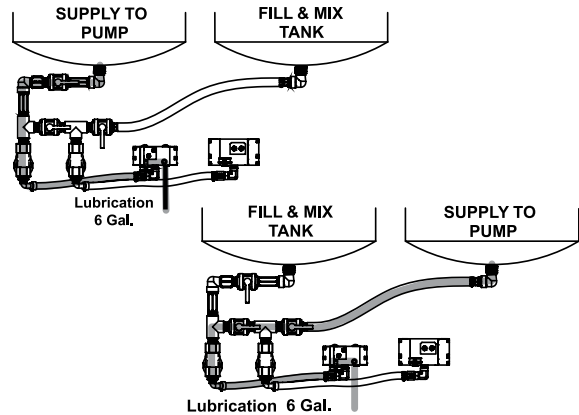 SUPPLY TO
PUMP
FILL & MIX
TANK
Lubrication
6 Gal.
FILL & MIX
TANK
SUPPLY TO
PUMP
Lubrication 6 Gal.